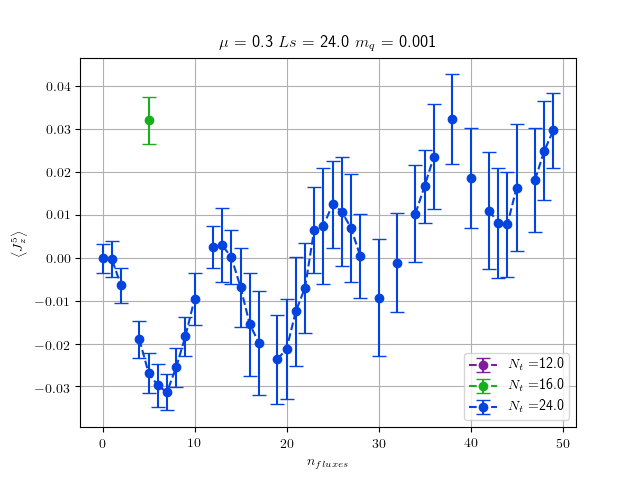 μ = 0.3 Ls = 24.0 m_q = 0.001
0.04
0.03
0.02
0.01
0.00
−0.01
−0.02
−0.03
⟨J_z^5⟩
0 10 20 30 40 50
n_{fluxes}
N_t =12.0
N_t =16.0
N_t =24.0